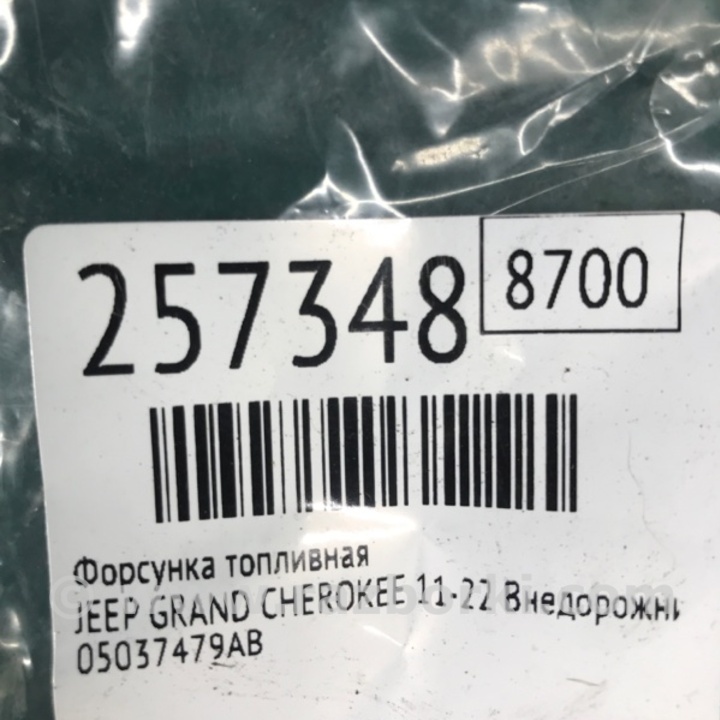 257348
8700
Форсунка топливная
JEEP GRAND CHEROKEE 11-22 Внедорожни
05037479AB